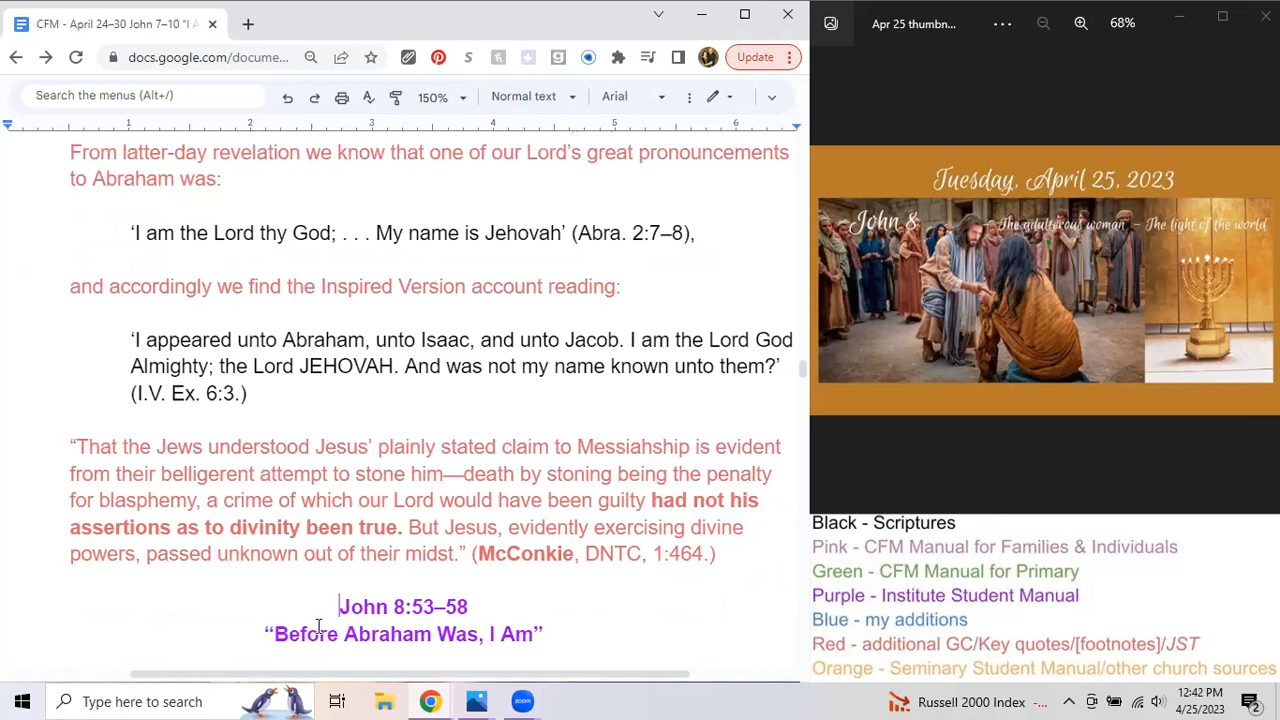 CFM - April 24–30 John 7–10 "I A
Apr 25 thumbn...
68%
docs.google.com/docume...
Update
Search the menus (Alt+/)
150%
Normal text
Arial
1 2 3 4 5 6
From latter-day revelation we know that one of our Lord's great pronouncements
to Abraham was:
'I am the Lord thy God; . . . My name is Jehovah' (Abra. 2:7–8),
and accordingly we find the Inspired Version account reading:
'I appeared unto Abraham, unto Isaac, and unto Jacob. I am the Lord God
Almighty; the Lord JEHOVAH. And was not my name known unto them?'
(I.V. Ex. 6:3.)
"That the Jews understood Jesus' plainly stated claim to Messiahship is evident
from their belligerent attempt to stone him—death by stoning being the penalty
for blasphemy, a crime of which our Lord would have been guilty had not his
assertions as to divinity been true. But Jesus, evidently exercising divine
powers, passed unknown out of their midst." (McConkie, DNTC, 1:464.)
John 8:53–58
"Before Abraham Was, I Am"
Tuesday, April 25, 2023
John 8
The adulterous woman - The light of the world
Black - Scriptures
Pink - CFM Manual for Families & Individuals
Green - CFM Manual for Primary
Purple - Institute Student Manual
Blue - my additions
Red - additional GC/Key quotes/[footnotes]/JST
Orange - Seminary Student Manual/other church sources
Type here to search
zoom
Russell 2000 Index
12:42 PM
4/25/2023
2